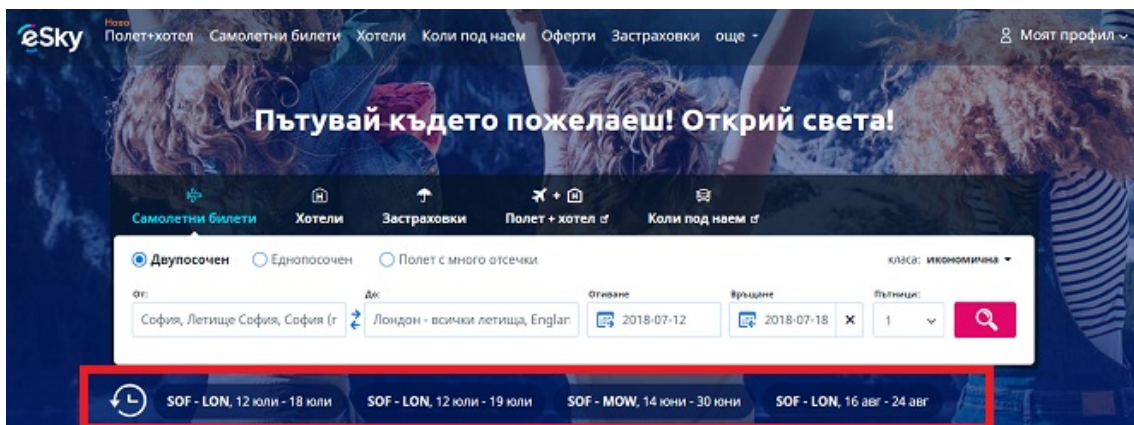 eSky
Ново
Полет+хотел Самолетни билети Хотели Коли под наем Оферти Застраховки още
Моят профил
Пътувай където пожелаеш! Открий света!
Самолетни билети Хотели Застраховки Полет + хотел Коли под наем
Двупосочен Еднопосочен Полет с много отсечки класа: икономична
От: До: Отиване Връщане Пътници:
София, Летище София, София (г Лондон - всички летища, Englan 2018-07-12 2018-07-18 × 1
SOF - LON, 12 юли - 18 юли SOF - LON, 12 юли - 19 юли SOF - MOW, 14 юни - 30 юни SOF - LON, 16 авг - 24 авг